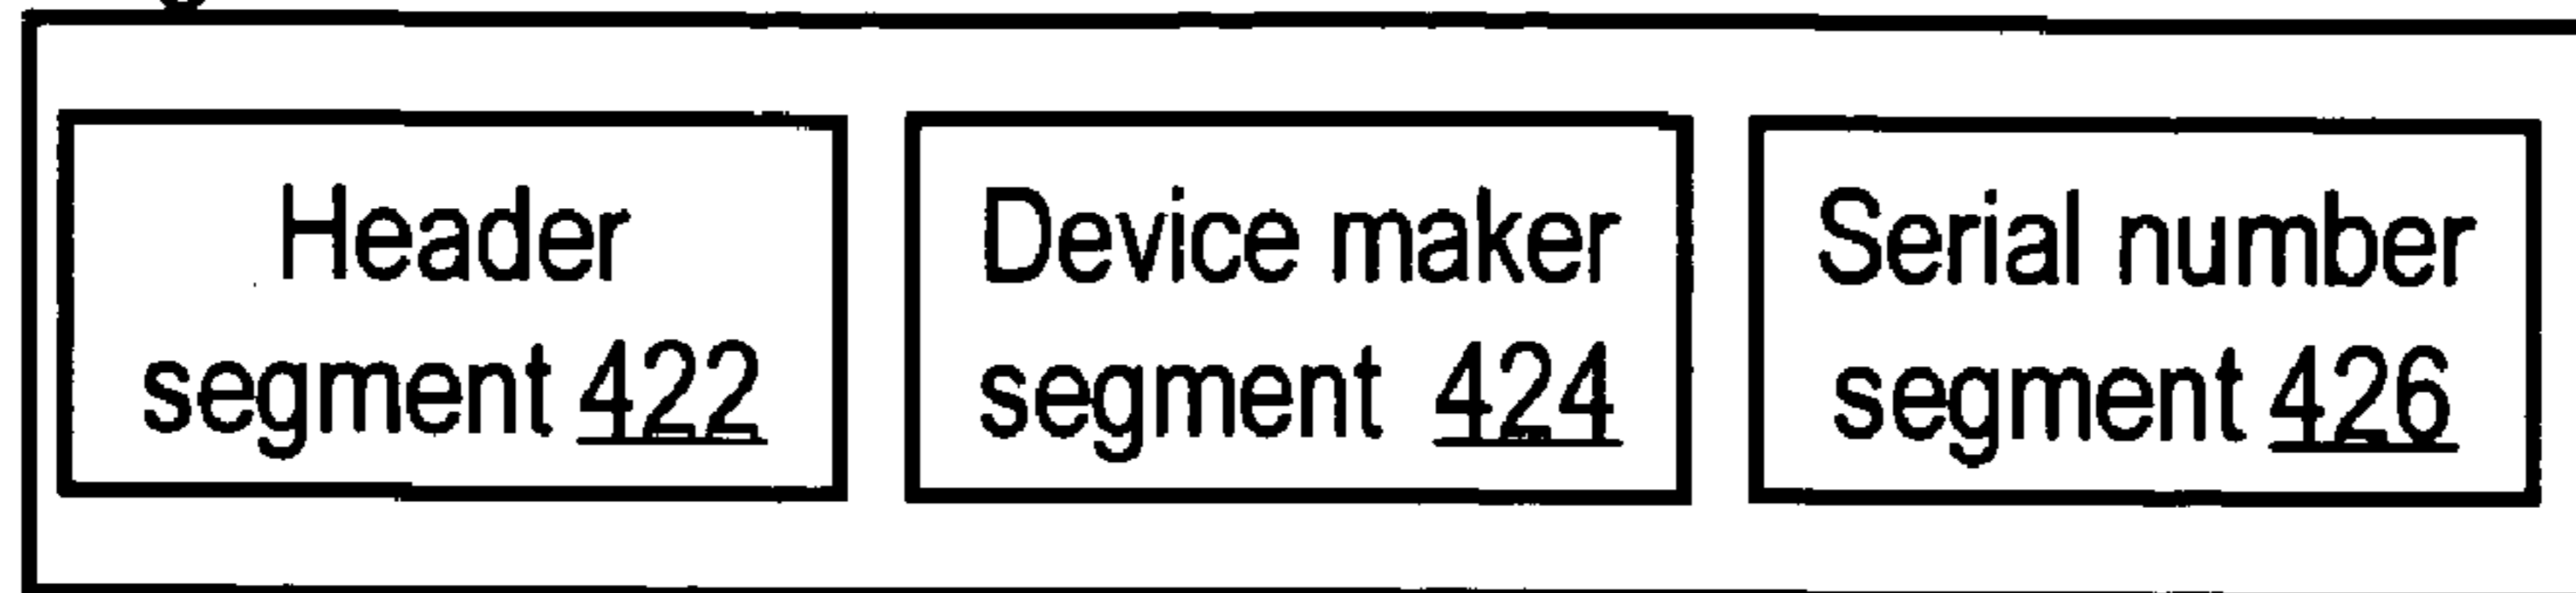 Header
segment 422
Device maker
segment 424
Serial number
segment 426